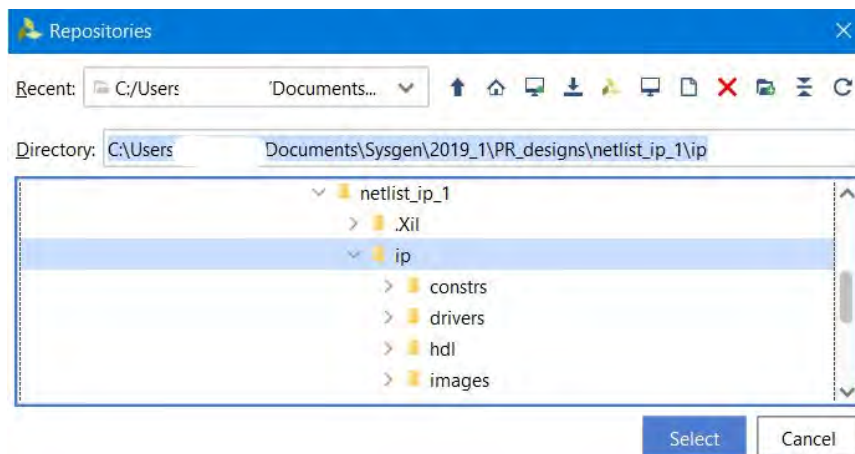 Repositories
Recent: C:/Users 'Documents...
Directory: C:\Users Documents\Sysgen\2019_1\PR_designs\netlist_ip_1\ip
netlist_ip_1
.Xil
ip
constrs
drivers
hdl
images
Select Cancel